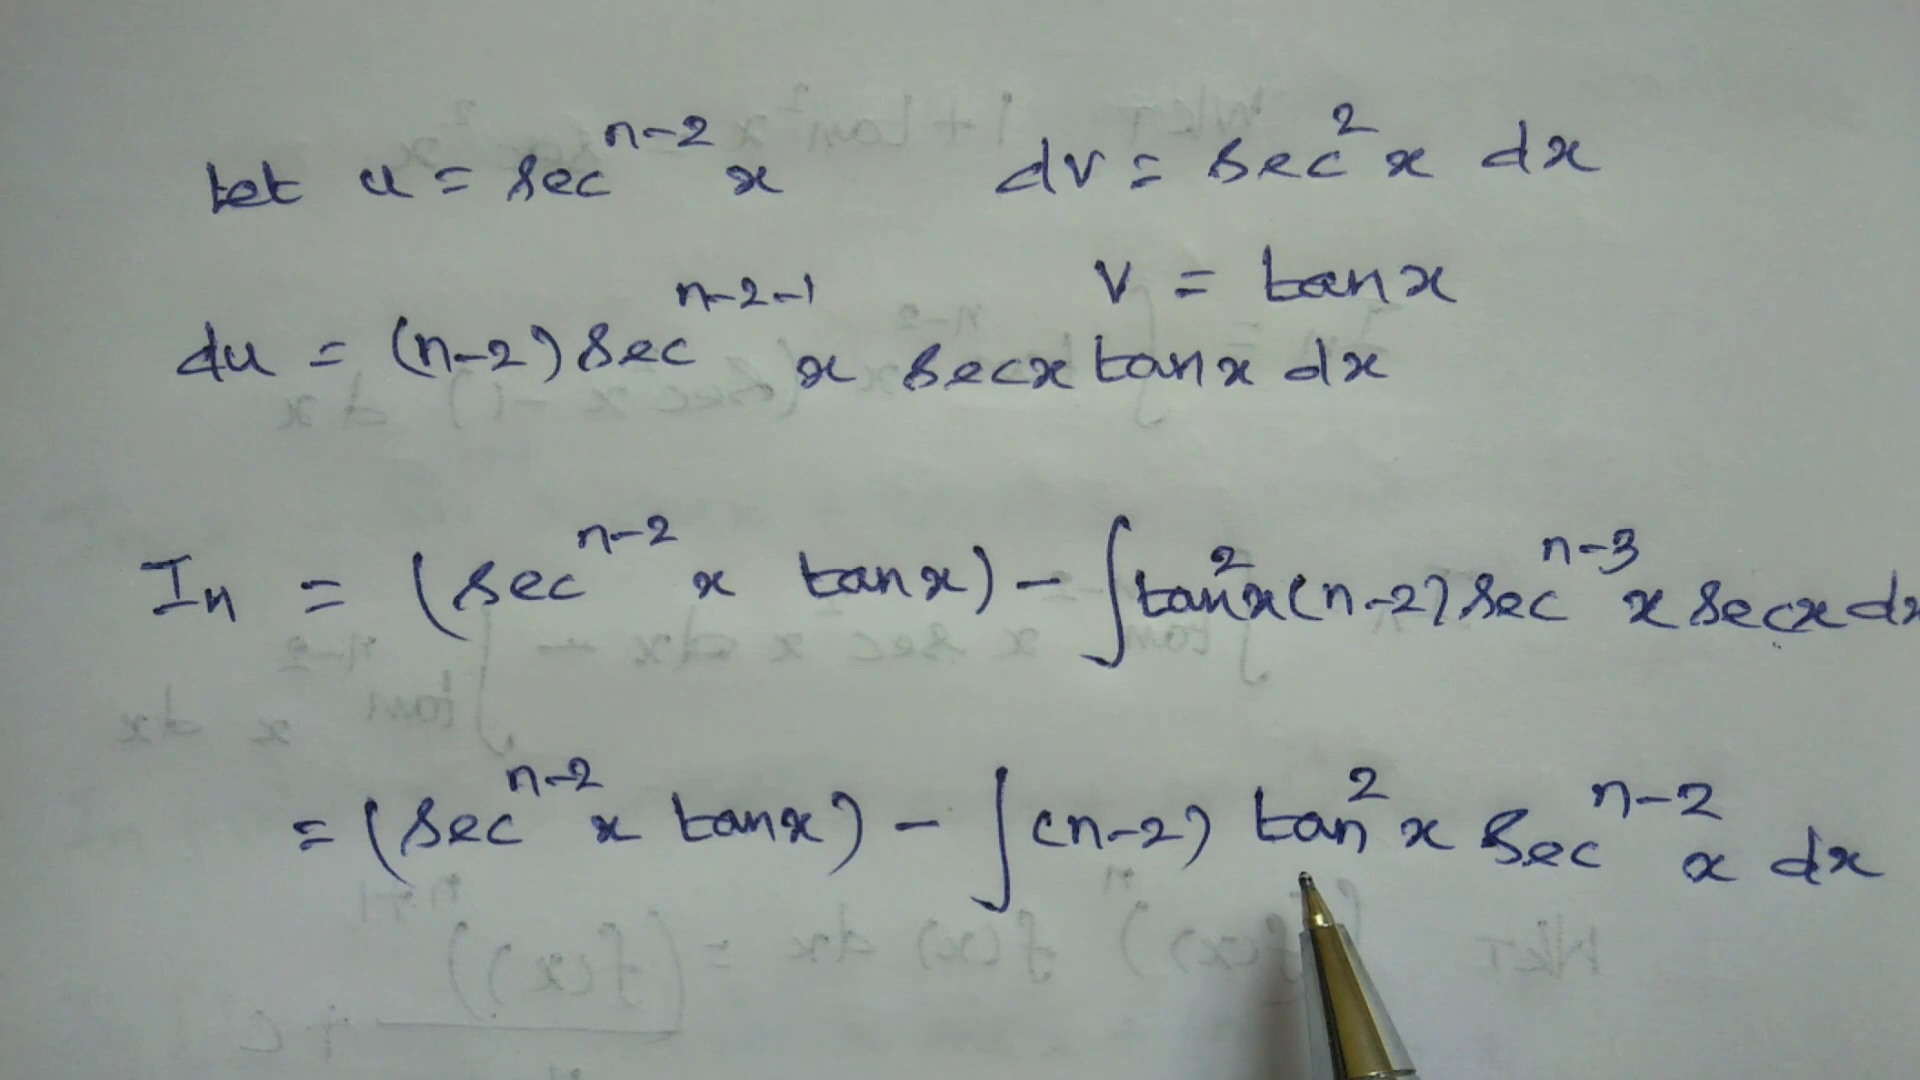 let u = sec^{n-2} x dv = sec^2 x dx
v = tan x
du = (n-2) sec^{n-2-1} x sec x tan x dx
I_n = (sec^{n-2} x tan x) - ∫ tan^2 x (n-2) sec^{n-3} x sec x dx
= (sec^{n-2} x tan x) - ∫ (n-2) tan^2 x sec^{n-2} x dx